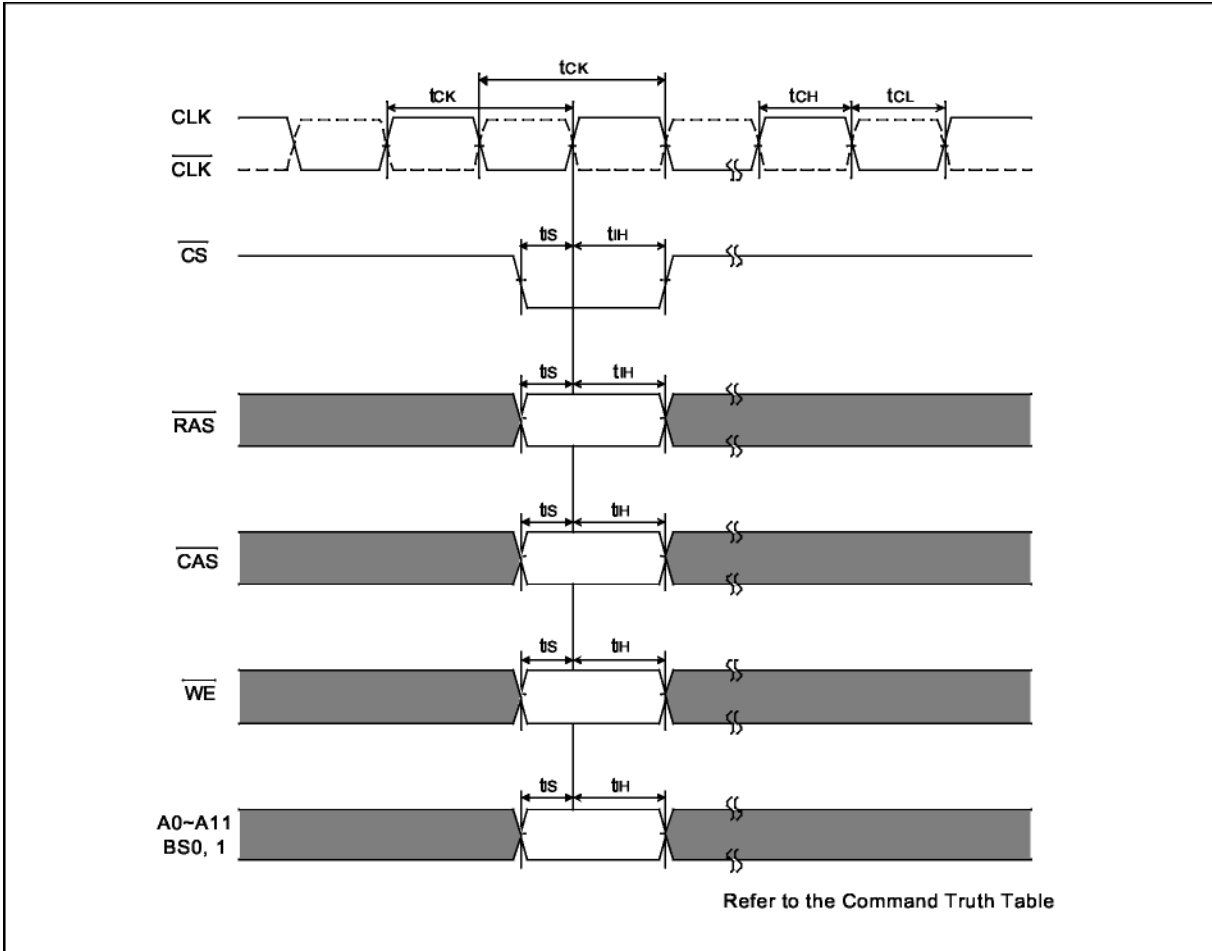 tCK
tCK
tCH
tCL
CLK
CLK
tIS
tIH
CS
tIS
tIH
RAS
tIS
tIH
CAS
tIS
tIH
WE
tIS
tIH
A0~A11
BS0, 1
Refer to the Command Truth Table